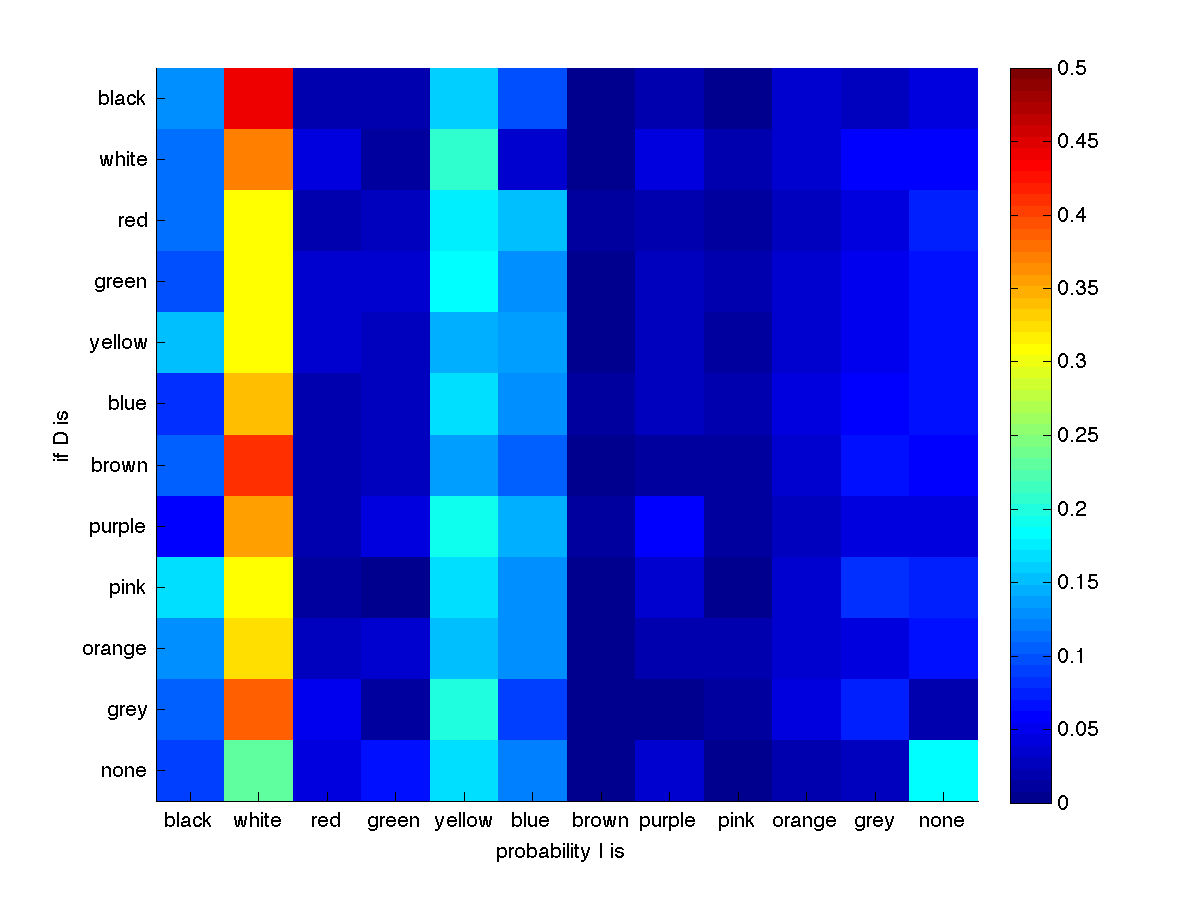 black
white
red
green
yellow
blue
brown
purple
pink
orange
grey
none
if D is
black white red green yellow blue brown purple pink orange grey none
probability I is
0.5
0.45
0.4
0.35
0.3
0.25
0.2
0.15
0.1
0.05
0